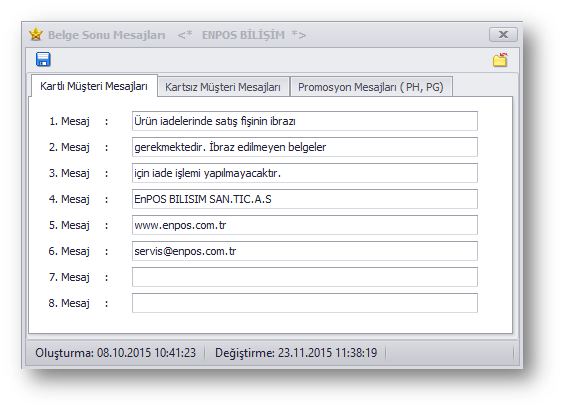 Belge Sonu Mesajları <* ENPOS BİLİŞİM *>
Kartlı Müşteri Mesajları Kartsız Müşteri Mesajları Promosyon Mesajları ( PH, PG)
1. Mesaj : Ürün iadelerinde satış fişinin ibrazı
2. Mesaj : gerekmektedir. İbraz edilmeyen belgeler
3. Mesaj : için iade işlemi yapılmayacaktır.
4. Mesaj : EnPOS BILISIM SAN.TIC.A.S
5. Mesaj : www.enpos.com.tr
6. Mesaj : servis@enpos.com.tr
7. Mesaj :
8. Mesaj :
Oluşturma: 08.10.2015 10:41:23 Değiştirme: 23.11.2015 11:38:19